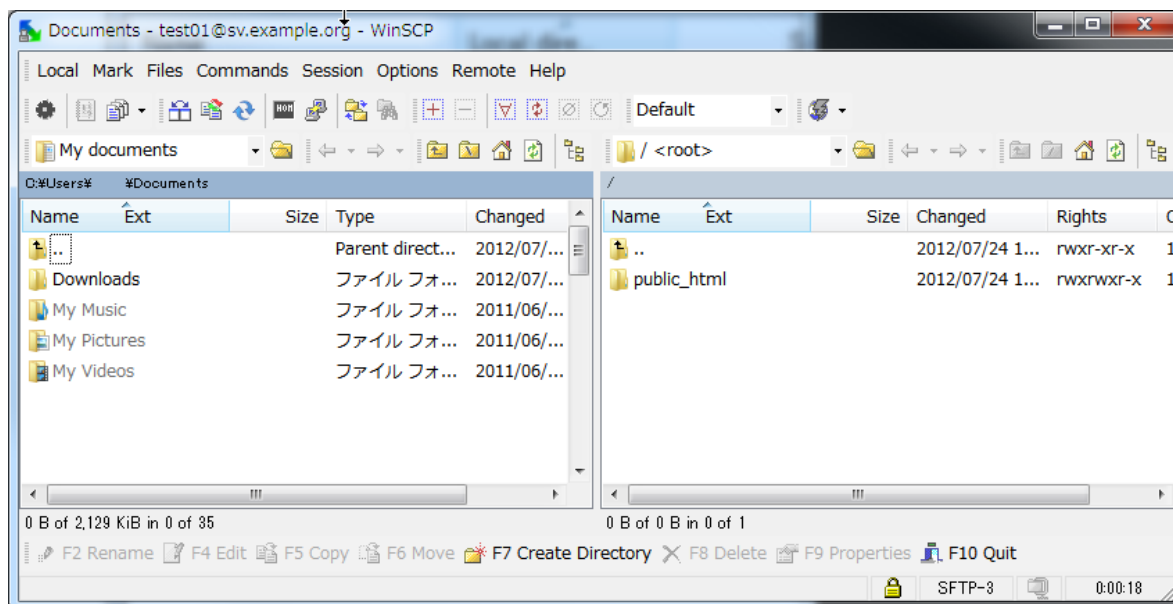 Documents - test01@sv.example.org - WinSCP
Local Mark Files Commands Session Options Remote Help
Default
My documents / <root>
C:¥Users¥ ¥Documents /
Name Ext Size Type Changed Name Ext Size Changed Rights
.. Parent direct... 2012/07/... .. 2012/07/24 1... rwxr-xr-x
Downloads ファイル フォ... 2012/07/... public_html 2012/07/24 1... rwxrwxr-x
My Music ファイル フォ... 2011/06/...
My Pictures ファイル フォ... 2011/06/...
My Videos ファイル フォ... 2011/06/...
0 B of 2,129 KiB in 0 of 35 0 B of 0 B in 0 of 1
F2 Rename F4 Edit F5 Copy F6 Move F7 Create Directory F8 Delete F9 Properties F10 Quit
SFTP-3 0:00:18